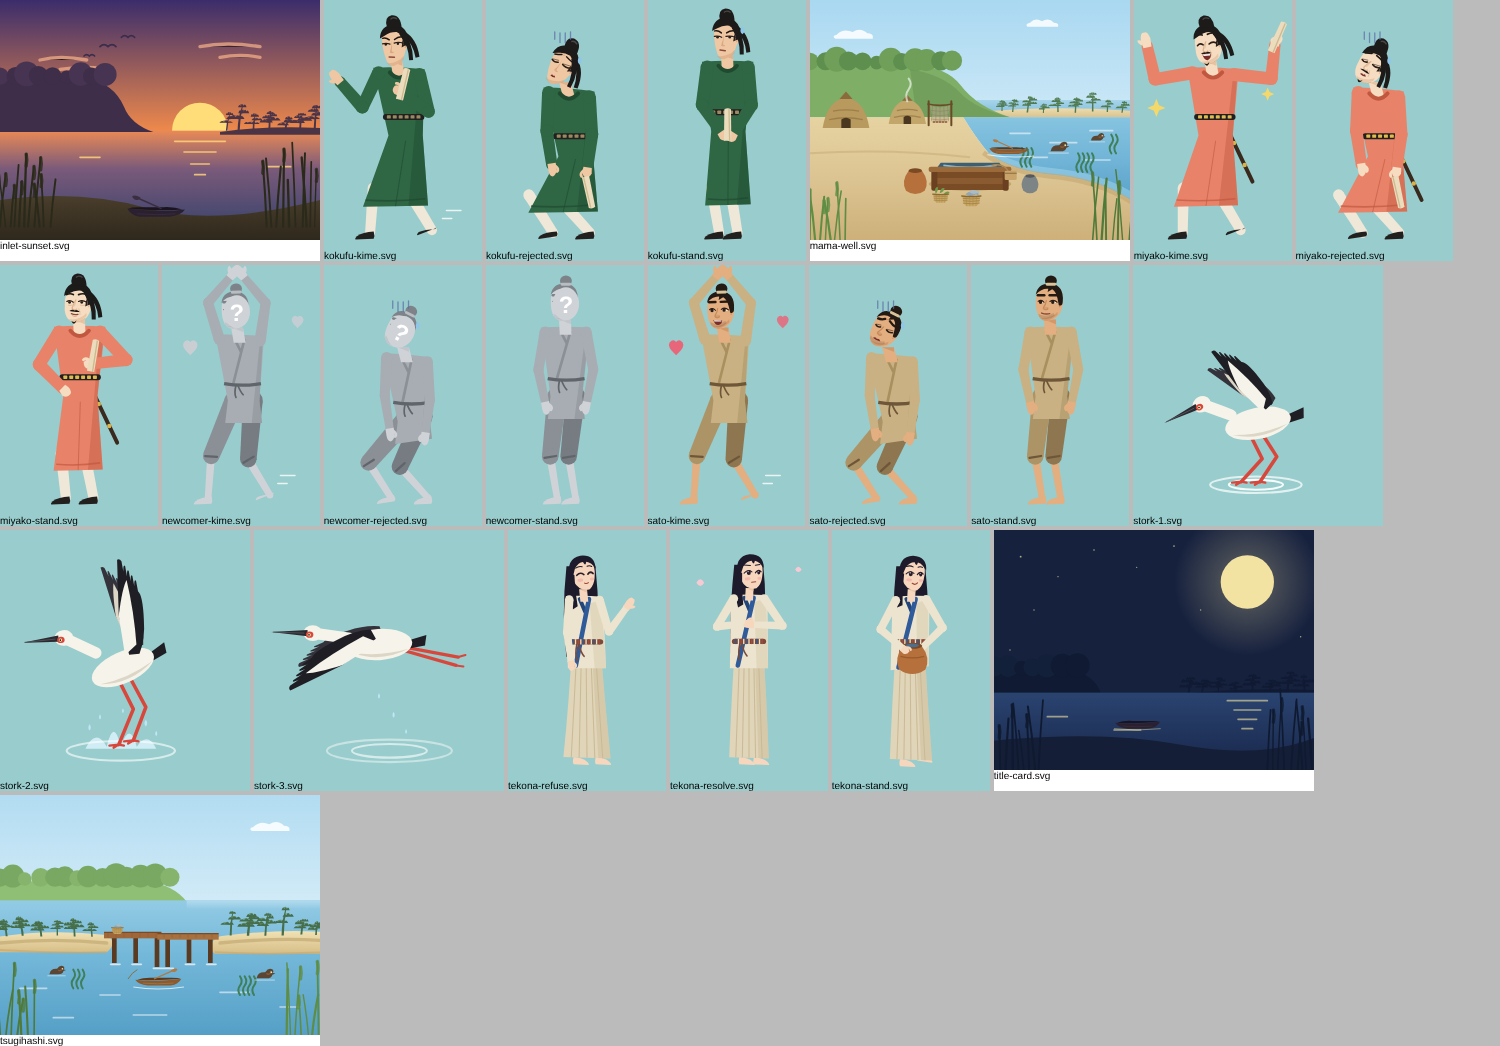 inlet-sunset.svg
kokufu-kime.svg
kokufu-rejected.svg
kokufu-stand.svg
mama-well.svg
miyako-kime.svg
miyako-rejected.svg
?
?
?
miyako-stand.svg
newcomer-kime.svg
newcomer-rejected.svg
newcomer-stand.svg
sato-kime.svg
sato-rejected.svg
sato-stand.svg
stork-1.svg
stork-2.svg
stork-3.svg
tekona-refuse.svg
tekona-resolve.svg
tekona-stand.svg
title-card.svg
tsugihashi.svg